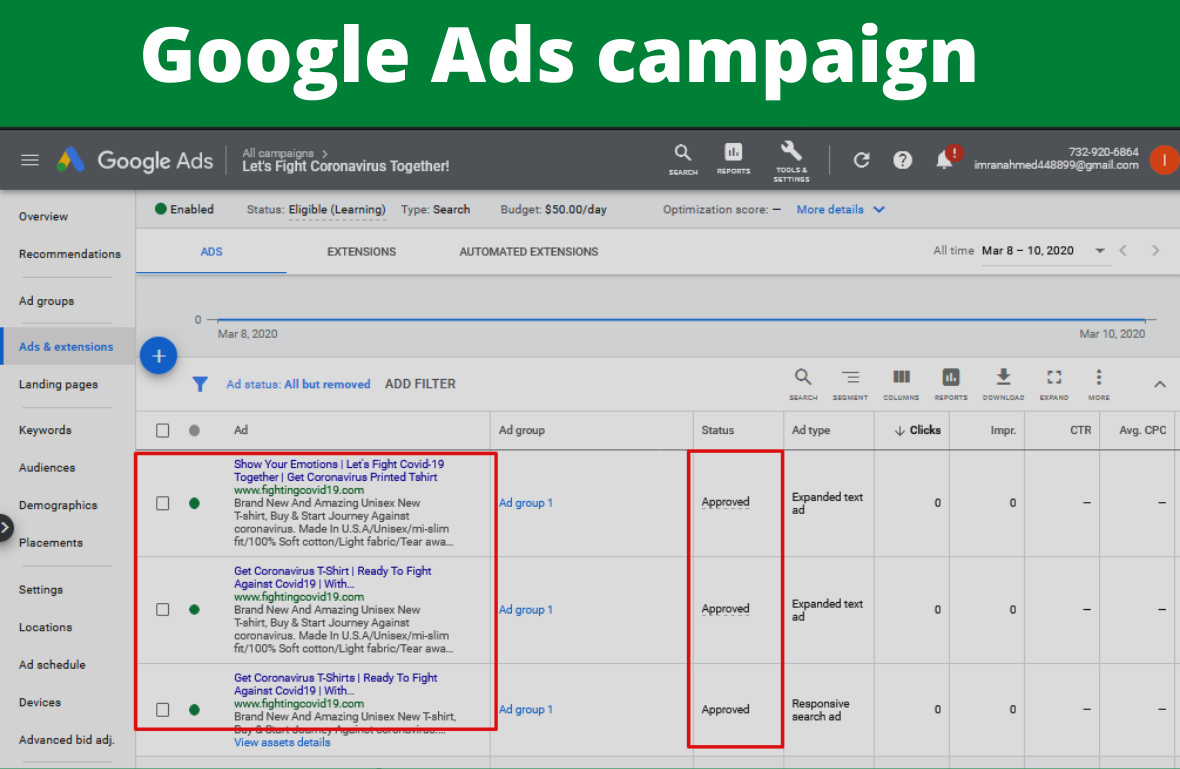 Google Ads campaign
Google Ads
All campaigns >
Let's Fight Coronavirus Together!
SEARCH
REPORTS
TOOLS &
SETTINGS
?
!
732-920-6864
imranahmed448899@gmail.com
I
Overview
Recommendations
Ad groups
Ads & extensions
Landing pages
Keywords
Audiences
Demographics
Placements
Settings
Locations
Ad schedule
Devices
Advanced bid adj.
Enabled
Status: Eligible (Learning)
Type: Search
Budget: $50.00/day
Optimization score: —
More details
ADS
EXTENSIONS
AUTOMATED EXTENSIONS
All time
Mar 8 – 10, 2020
0
Mar 8, 2020
Mar 10, 2020
+
Ad status: All but removed
ADD FILTER
SEARCH
SEGMENT
COLUMNS
REPORTS
DOWNLOAD
EXPAND
MORE
Ad
Ad group
Status
Ad type
↓ Clicks
Impr.
CTR
Avg. CPC
Show Your Emotions | Let's Fight Covid-19
Together | Get Coronavirus Printed Tshirt
www.fightingcovid19.com
Brand New And Amazing Unisex New
T-shirt, Buy & Start Journey Against
coronavirus. Made In U.S.A/Unisex/mi-slim
fit/100% Soft cotton/Light fabric/Tear awa...
Ad group 1
Approved
Expanded text
ad
0
0
—
—
Get Coronavirus T-Shirt | Ready To Fight
Against Covid19 | With...
www.fightingcovid19.com
Brand New And Amazing Unisex New
T-shirt, Buy & Start Journey Against
coronavirus. Made In U.S.A/Unisex/mi-slim
fit/100% Soft cotton/Light fabric/Tear awa...
Ad group 1
Approved
Expanded text
ad
0
0
—
—
Get Coronavirus T-Shirts | Ready To Fight
Against Covid19 | With...
www.fightingcovid19.com
Brand New And Amazing Unisex New T-shirt,
Buy & Start Journey Against coronavirus....
View assets details
Ad group 1
Approved
Responsive
search ad
0
0
—
—